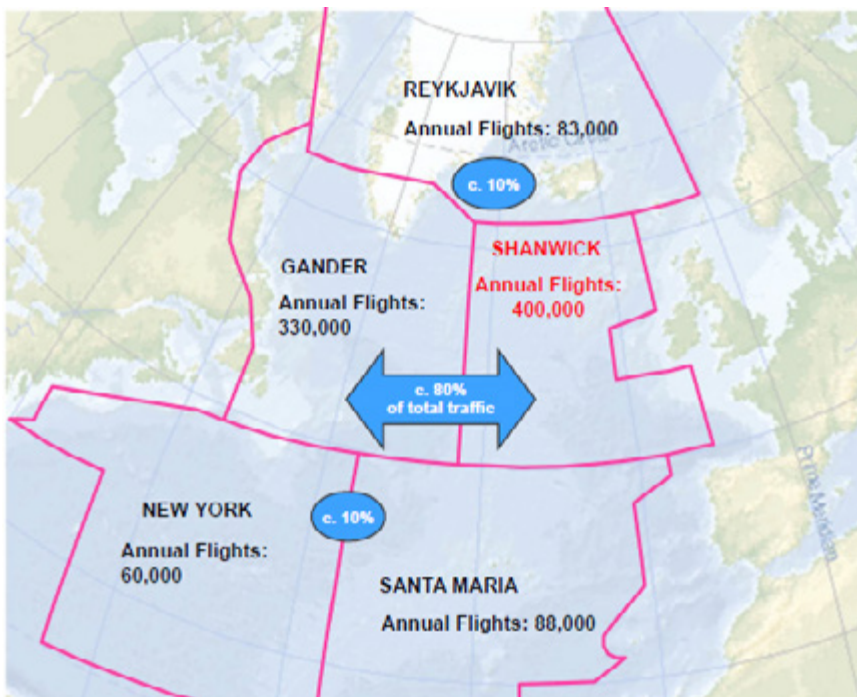 REYKJAVIK
Annual Flights: 83,000
Arctic Circle
c. 10%
SHANWICK
Annual Flights:
400,000
GANDER
Annual Flights:
330,000
c. 80%
of total traffic
NEW YORK
Annual Flights:
60,000
c. 10%
SANTA MARIA
Annual Flights: 88,000
Prime Meridian